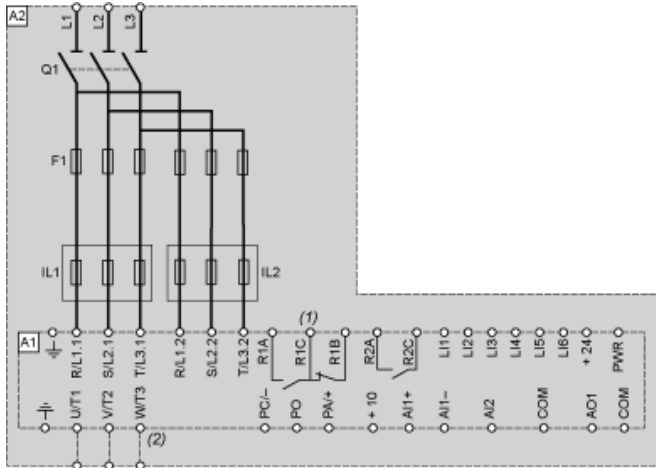 A2
L1 L2 L3
Q1
F1
IL1 IL2
A1
(1)
R/L1.1 S/L2.1 T/L3.1 R/L1.2 S/L2.2 T/L3.2 R1A R1C R1B R2A R2C LI1 LI2 LI3 LI4 LI5 LI6 + 24 PWR
U/T1 V/T2 W/T3 PC/– PO PA/+ + 10 AI1+ AI1– AI2 COM AO1 COM
(2)